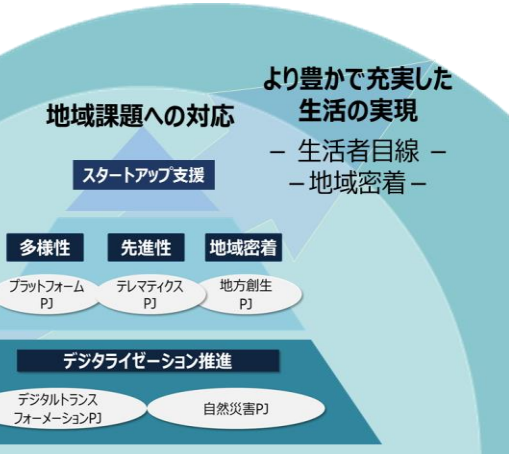 より豊かで充実した
生活の実現
地域課題への対応
― 生活者目線 ―
―地域密着―
スタートアップ支援
多様性
先進性
地域密着
プラットフォーム
PJ
テレマティクス
PJ
地方創生
PJ
デジタライゼーション推進
デジタルトランス
フォーメーションPJ
自然災害PJ